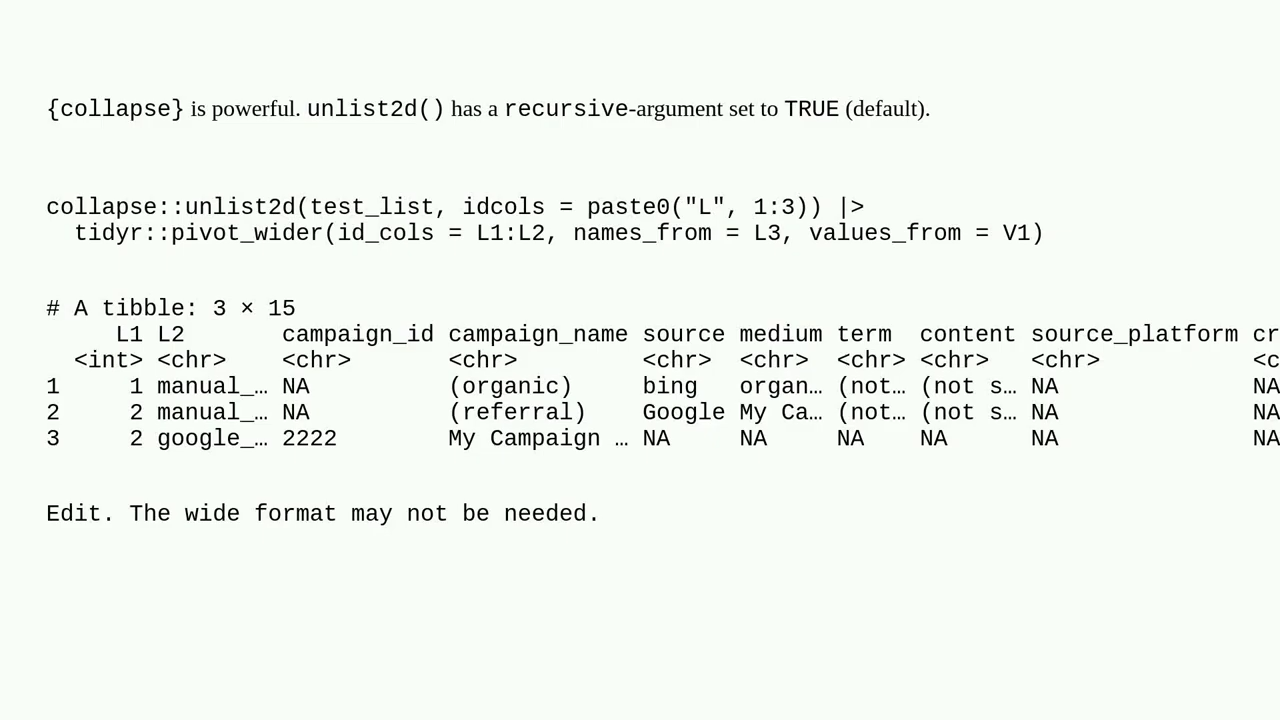 {collapse} is powerful. unlist2d() has a recursive-argument set to TRUE (default).
collapse::unlist2d(test_list, idcols = paste0("L", 1:3)) |>
  tidyr::pivot_wider(id_cols = L1:L2, names_from = L3, values_from = V1)
# A tibble: 3 × 15
     L1 L2       campaign_id campaign_name source medium term  content source_platform cr
  <int> <chr>    <chr>       <chr>         <chr>  <chr>  <chr> <chr>   <chr>           <c
1     1 manual_… NA          (organic)     bing   organ… (not… (not s… NA              NA
2     2 manual_… NA          (referral)    Google My Ca… (not… (not s… NA              NA
3     2 google_… 2222        My Campaign … NA     NA     NA    NA      NA              NA
Edit. The wide format may not be needed.